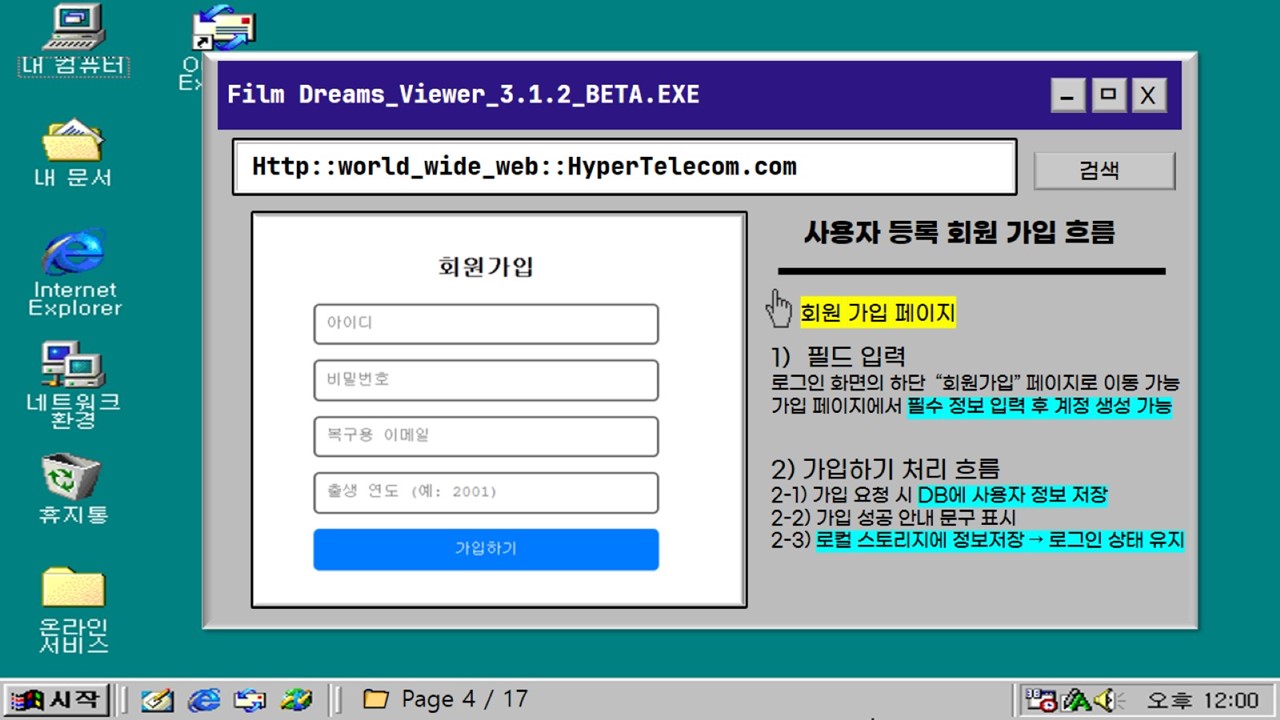 내 컴퓨터
O
Ex
내 문서
Internet
Explorer
네트워크
환경
휴지통
온라인
서비스
Film Dreams_Viewer_3.1.2_BETA.EXE
X
Http::world_wide_web::HyperTelecom.com
검색
회원가입
아이디
비밀번호
복구용 이메일
출생 연도 (예: 2001)
가입하기
사용자 등록 회원 가입 흐름
회원 가입 페이지
1) 필드 입력
로그인 화면의 하단 “회원가입” 페이지로 이동 가능
가입 페이지에서 필수 정보 입력 후 계정 생성 가능
2) 가입하기 처리 흐름
2-1) 가입 요청 시 DB에 사용자 정보 저장
2-2) 가입 성공 안내 문구 표시
2-3) 로컬 스토리지에 정보저장 → 로그인 상태 유지
시작
Page 4 / 17
오후 12:00